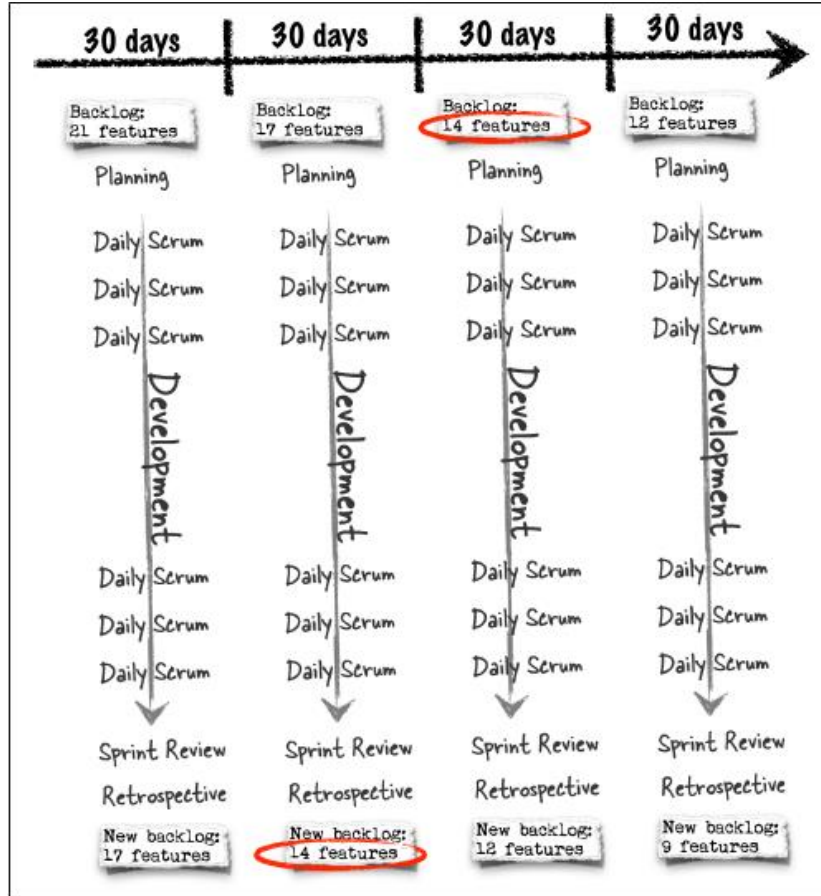 30 days
30 days
30 days
30 days
Backlog:
21 features
Planning
Daily Scrum
Daily Scrum
Daily Scrum
Development
Daily Scrum
Daily Scrum
Daily Scrum
Sprint Review
Retrospective
New backlog:
17 features
Backlog:
17 features
Planning
Daily Scrum
Daily Scrum
Daily Scrum
Development
Daily Scrum
Daily Scrum
Daily Scrum
Sprint Review
Retrospective
New backlog:
14 features
Backlog:
14 features
Planning
Daily Scrum
Daily Scrum
Daily Scrum
Development
Daily Scrum
Daily Scrum
Daily Scrum
Sprint Review
Retrospective
New backlog:
12 features
Backlog:
12 features
Planning
Daily Scrum
Daily Scrum
Daily Scrum
Development
Daily Scrum
Daily Scrum
Daily Scrum
Sprint Review
Retrospective
New backlog:
9 features